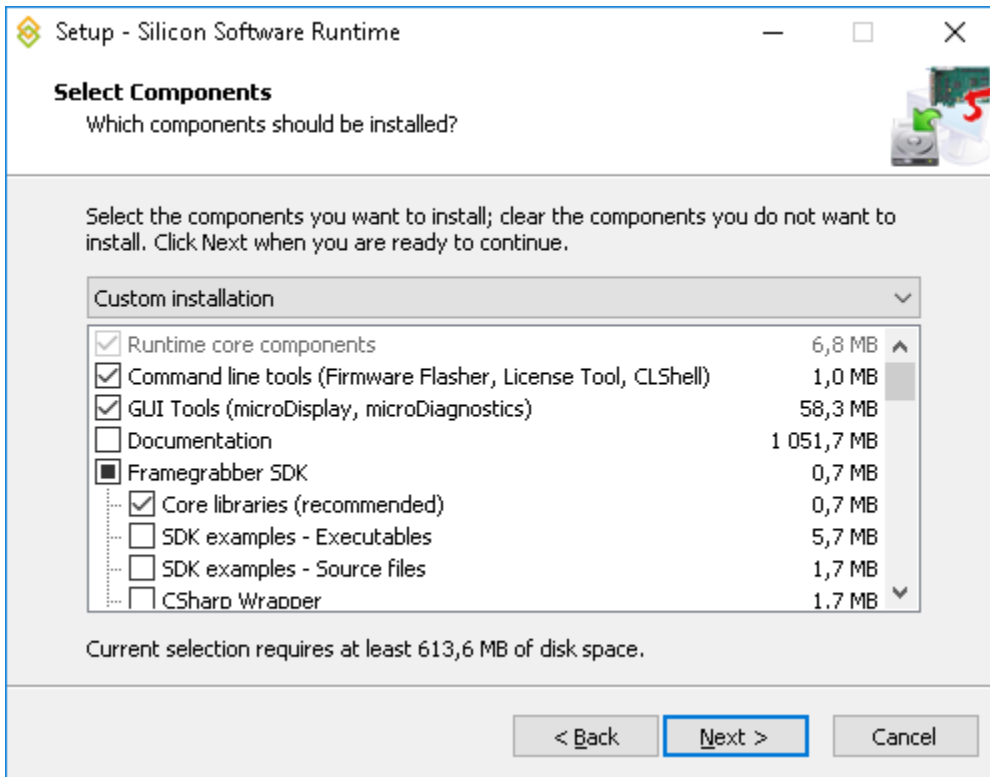 Setup - Silicon Software Runtime
Select Components
Which components should be installed?
Select the components you want to install; clear the components you do not want to
install. Click Next when you are ready to continue.
Custom installation
Runtime core components 6,8 MB
Command line tools (Firmware Flasher, License Tool, CLShell) 1,0 MB
GUI Tools (microDisplay, microDiagnostics) 58,3 MB
Documentation 1 051,7 MB
Framegrabber SDK 0,7 MB
Core libraries (recommended) 0,7 MB
SDK examples - Executables 5,7 MB
SDK examples - Source files 1,7 MB
CSharp Wrapper 1.7 MB
Current selection requires at least 613,6 MB of disk space.
< Back Next > Cancel